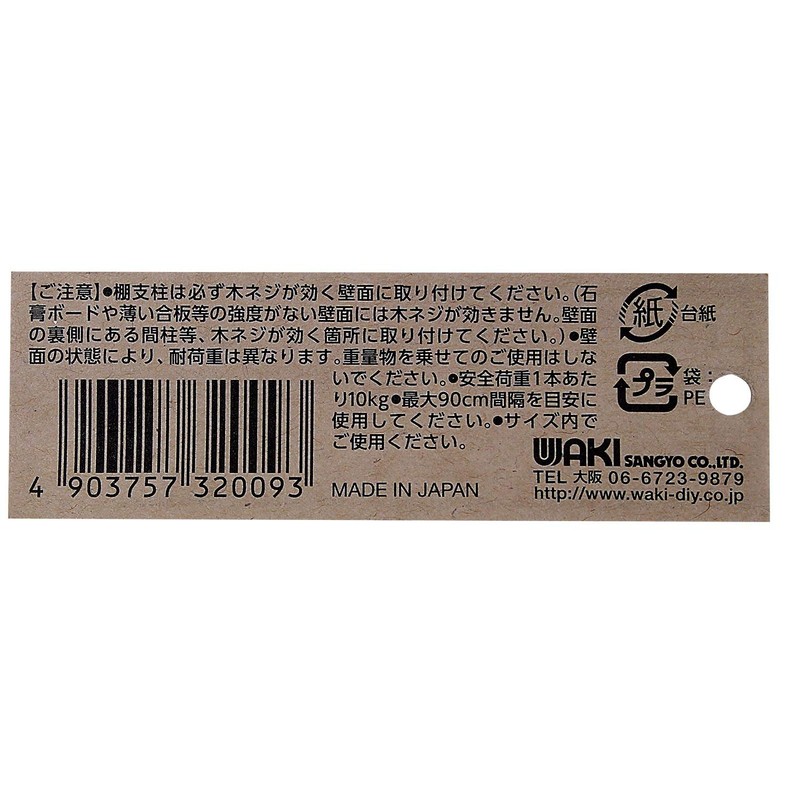 【ご注意】●棚支柱は必ず木ネジが効く壁面に取り付けてください。(石
膏ボードや薄い合板等の強度がない壁面には木ネジが効きません。壁面
の裏側にある間柱等、木ネジが効く箇所に取り付けてください。)●壁
面の状態により、耐荷重は異なります。重量物を乗せてのご使用はしな
いでください。●安全荷重1本あた
り10kg●最大90cm間隔を目安に
使用してください。●サイズ内で
ご使用ください。
4 903757 320093
MADE IN JAPAN
紙 台紙
プラ 袋:
PE
WAKI SANGYO CO.,LTD.
TEL 大阪 06-6723-9879
http://www.waki-diy.co.jp